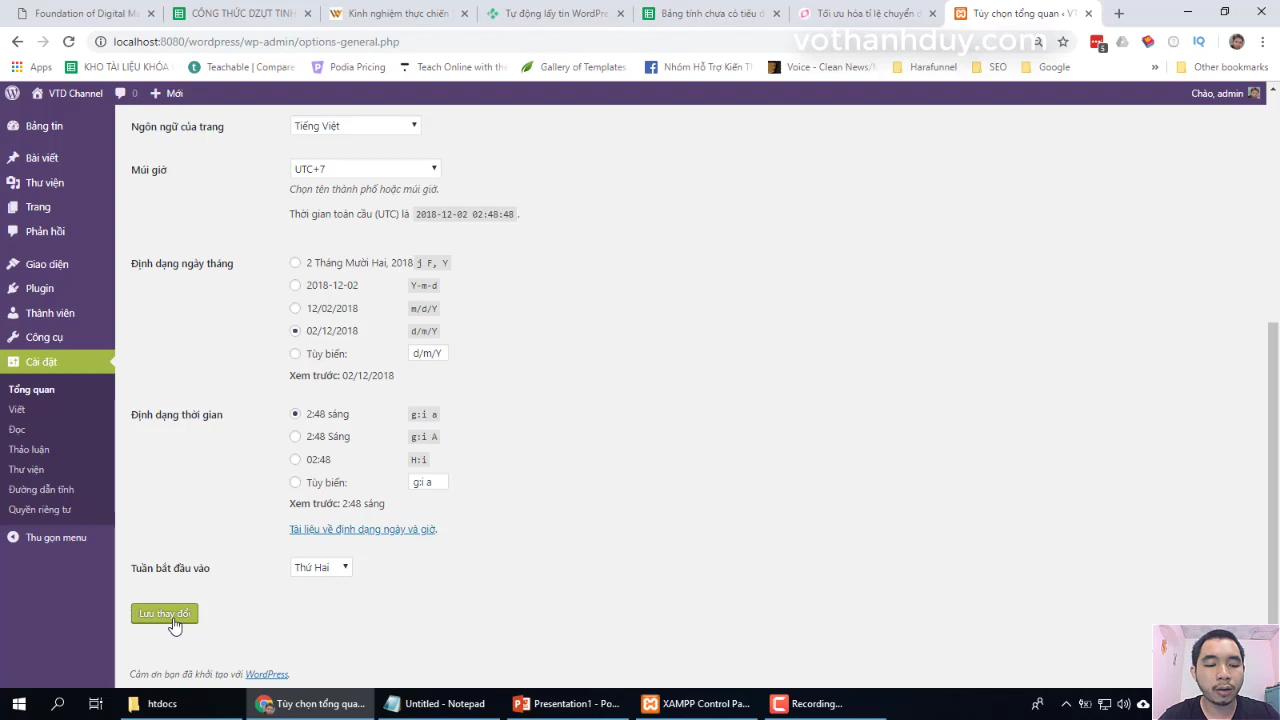 Foundation of Digital Ma
CÔNG THỨC DZỰT TINH
Kinh nghiệm thực chiến
Tự động lấy tin WordPre
Bảng tính chưa có tiêu đ
Tối ưu hóa tỉ lệ chuyển d
Tùy chọn tổng quan ‹ VT
localhost:8080/wordpress/wp-admin/options-general.php
vothanhduy.com
5
Apps
KHO TÀI LIỆU KHÓA
Teachable | Compare
Podia Pricing
Teach Online with the
Gallery of Templates
Nhóm Hỗ Trợ Kiến T
Voice - Clean News/M
Harafunnel
SEO
Google
»
Other bookmarks
VTD Channel
0
Mới
Chào, admin
Bảng tin
Bài viết
Thư viện
Trang
Phản hồi
Giao diện
Plugin
Thành viên
Công cụ
Cài đặt
Tổng quan
Viết
Đọc
Thảo luận
Thư viện
Đường dẫn tĩnh
Quyền riêng tư
Thu gọn menu
Ngôn ngữ của trang
Tiếng Việt
Múi giờ
UTC+7
Chọn tên thành phố hoặc múi giờ.
Thời gian toàn cầu (UTC) là 2018-12-02 02:48:48 .
Định dạng ngày tháng
2 Tháng Mười Hai, 2018 j F, Y
2018-12-02 Y-m-d
12/02/2018 m/d/Y
02/12/2018 d/m/Y
Tùy biến: d/m/Y
Xem trước: 02/12/2018
Định dạng thời gian
2:48 sáng g:i a
2:48 Sáng g:i A
02:48 H:i
Tùy biến: g:i a
Xem trước: 2:48 sáng
Tài liệu về định dạng ngày và giờ.
Tuần bắt đầu vào
Thứ Hai
Lưu thay đổi
Cảm ơn bạn đã khởi tạo với WordPress.
htdocs
Tùy chọn tổng qua...
Untitled - Notepad
Presentation1 - Po...
XAMPP Control Pa...
Recording...